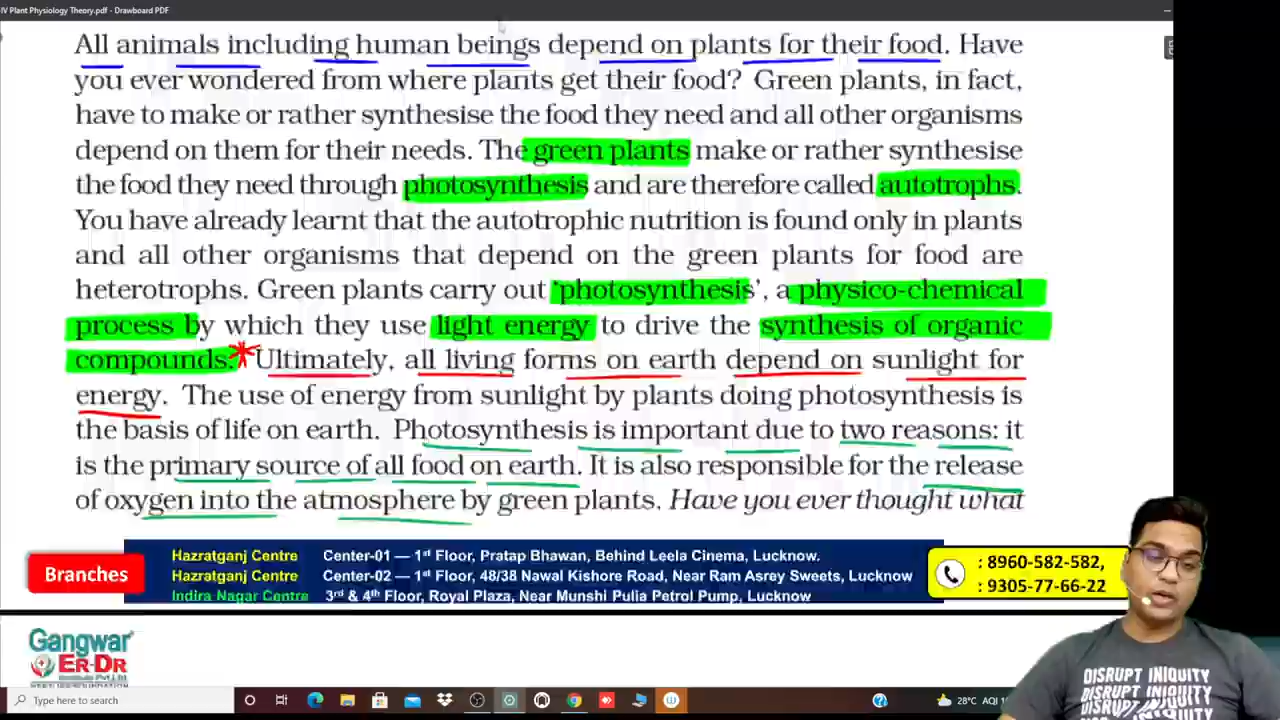 IV Plant Physiology Theory.pdf - Drawboard PDF
All animals including human beings depend on plants for their food. Have
you ever wondered from where plants get their food? Green plants, in fact,
have to make or rather synthesise the food they need and all other organisms
depend on them for their needs. The green plants make or rather synthesise
the food they need through photosynthesis and are therefore called autotrophs.
You have already learnt that the autotrophic nutrition is found only in plants
and all other organisms that depend on the green plants for food are
heterotrophs. Green plants carry out ‘photosynthesis’, a physico-chemical
process by which they use light energy to drive the synthesis of organic
compounds. Ultimately, all living forms on earth depend on sunlight for
energy. The use of energy from sunlight by plants doing photosynthesis is
the basis of life on earth. Photosynthesis is important due to two reasons: it
is the primary source of all food on earth. It is also responsible for the release
of oxygen into the atmosphere by green plants. Have you ever thought what
Branches
Hazratganj Centre Center-01 — 1st Floor, Pratap Bhawan, Behind Leela Cinema, Lucknow.
Hazratganj Centre Center-02 — 1st Floor, 48/38 Nawal Kishore Road, Near Ram Asrey Sweets, Lucknow
Indira Nagar Centre 3rd & 4th Floor, Royal Plaza, Near Munshi Pulia Petrol Pump, Lucknow
: 8960-582-582,
: 9305-77-66-22
Gangwar
ER-DR
DISRUPT INIQUITY
DISRUPT INIQUITY
Type here to search
28°C AQI